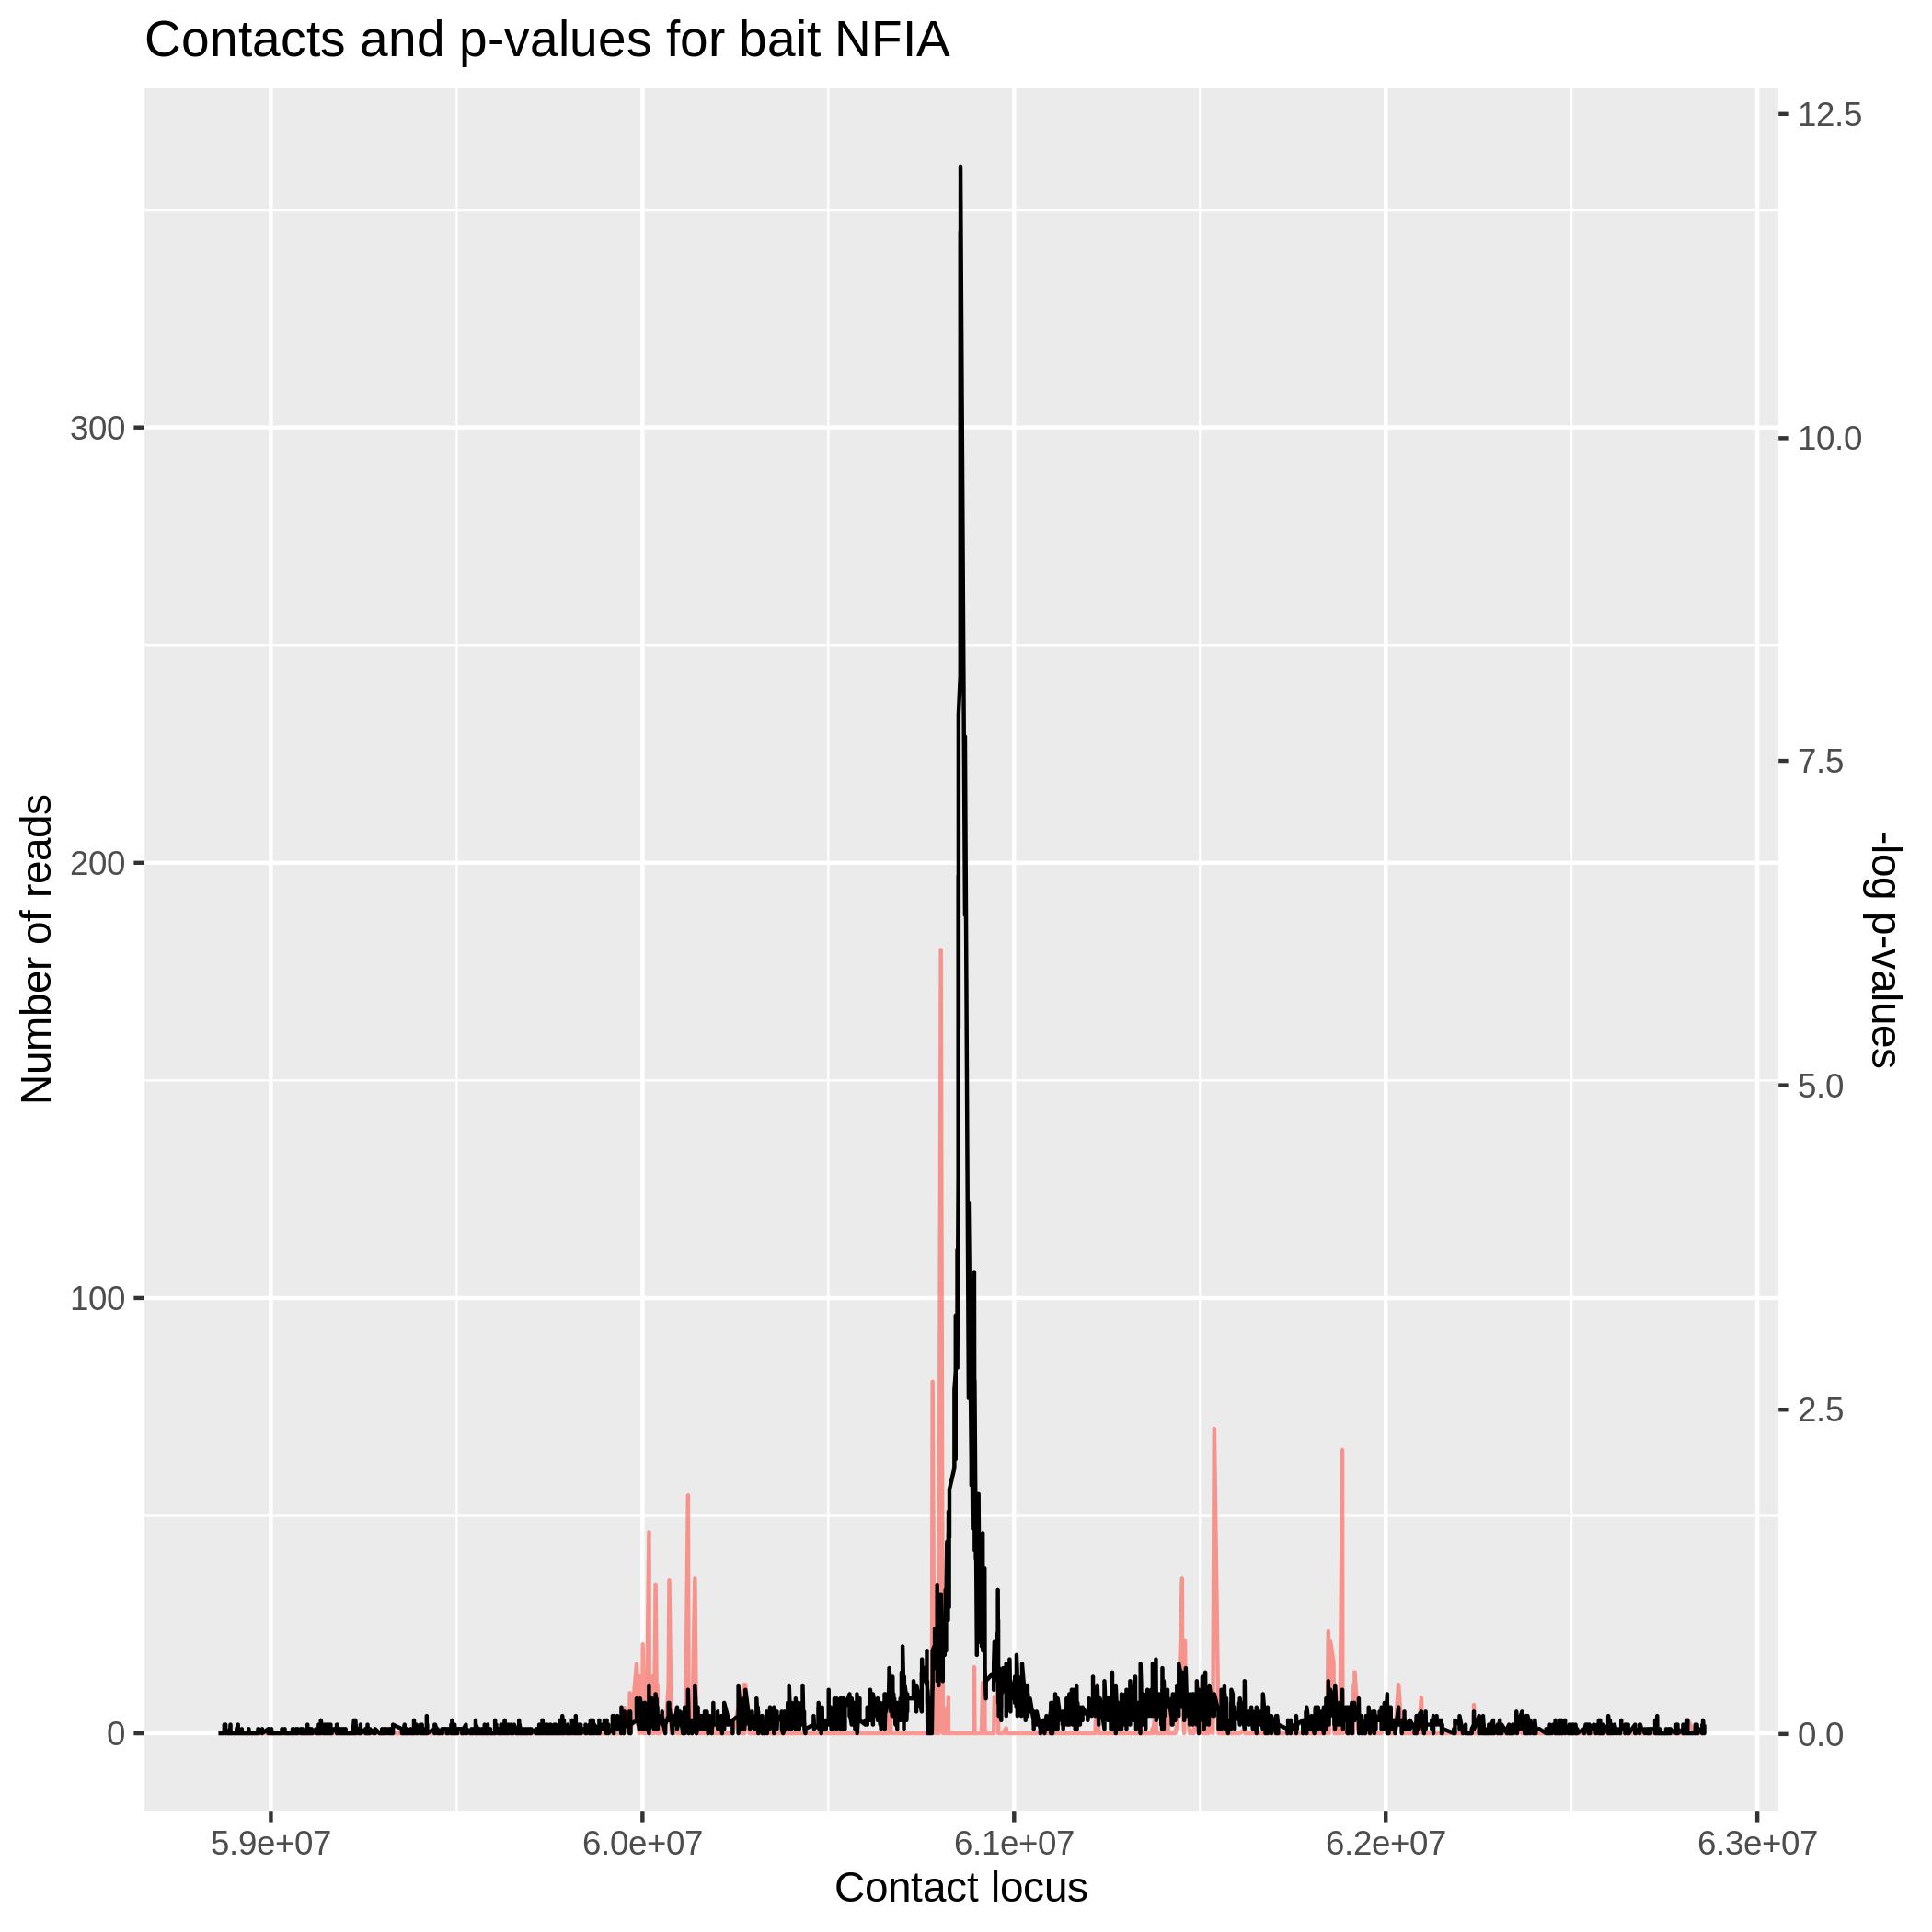 Contacts and p-values for bait NFIA
12.5
10.0
7.5
5.0
2.5
0.0
300
200
100
0
Number of reads
-log p-values
5.9e+07 6.0e+07 6.1e+07 6.2e+07 6.3e+07
Contact locus